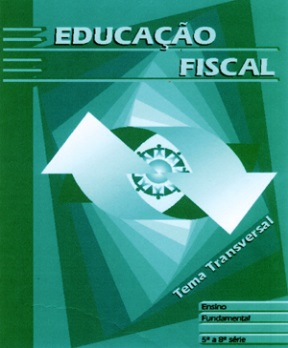 EDUCAÇÃO
FISCAL
Tema Transversal
Ensino
Fundamental
5ª a 8ª série